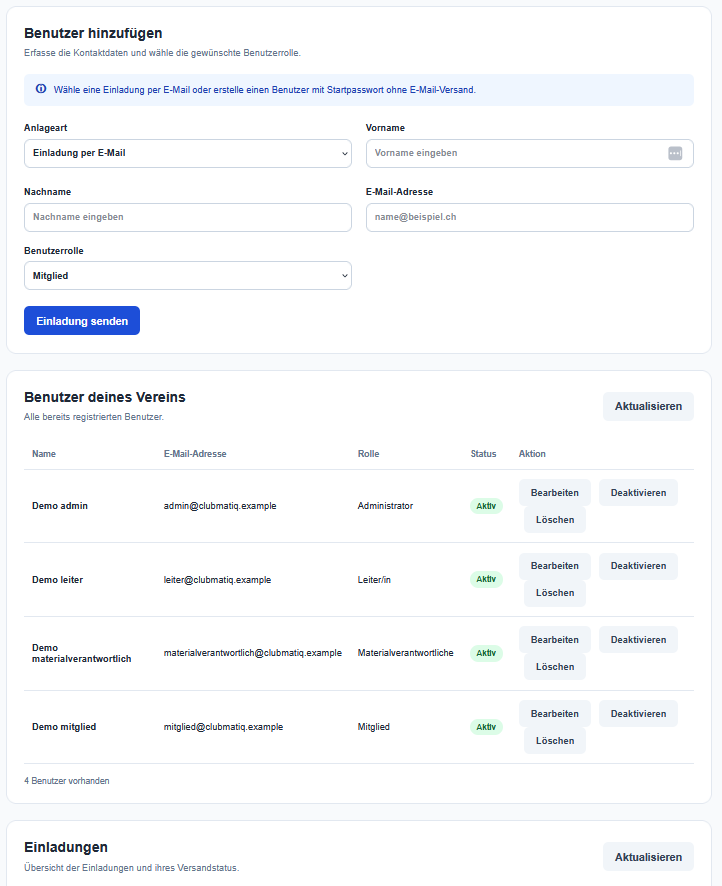 Benutzer hinzufügen
Erfasse die Kontaktdaten und wähle die gewünschte Benutzerrolle.
Wähle eine Einladung per E-Mail oder erstelle einen Benutzer mit Startpasswort ohne E-Mail-Versand.
Anlageart
Vorname
Einladung per E-Mail
Vorname eingeben
Nachname
E-Mail-Adresse
Nachname eingeben
name@beispiel.ch
Benutzerrolle
Mitglied
Einladung senden
Benutzer deines Vereins
Alle bereits registrierten Benutzer.
Aktualisieren
Name E-Mail-Adresse Rolle Status Aktion
Demo admin admin@clubmatiq.example Administrator Aktiv Bearbeiten Deaktivieren
Löschen
Demo leiter leiter@clubmatiq.example Leiter/in Aktiv Bearbeiten Deaktivieren
Löschen
Demo
materialverantwortlich materialverantwortlich@clubmatiq.example Materialverantwortliche Aktiv Bearbeiten Deaktivieren
Löschen
Demo mitglied mitglied@clubmatiq.example Mitglied Aktiv Bearbeiten Deaktivieren
Löschen
4 Benutzer vorhanden
Einladungen
Übersicht der Einladungen und ihres Versandstatus.
Aktualisieren